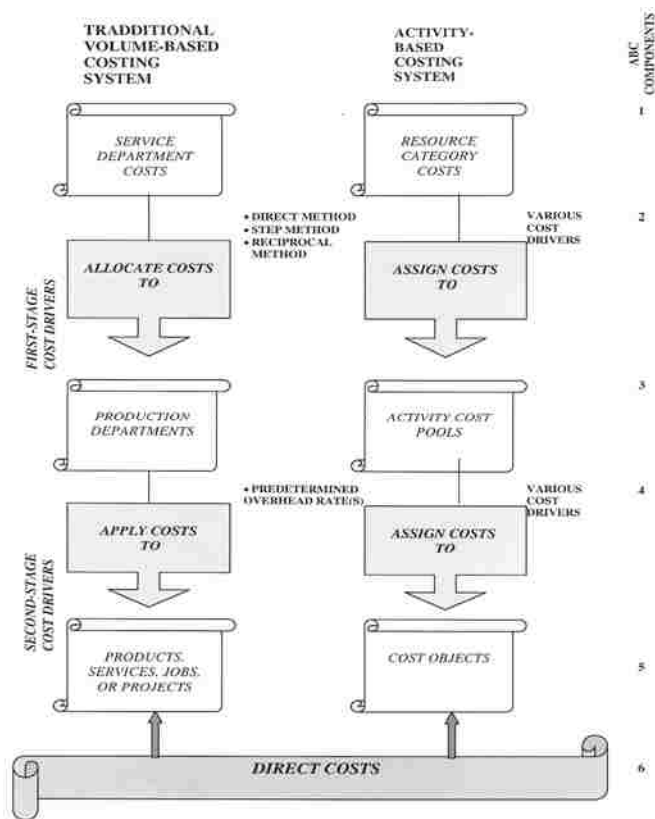 TRADDITIONAL
VOLUME-BASED
COSTING
SYSTEM
ACTIVITY-
BASED
COSTING
SYSTEM
ABC
COMPONENTS
SERVICE
DEPARTMENT
COSTS
RESOURCE
CATEGORY
COSTS
1
• DIRECT METHOD
• STEP METHOD
• RECIPROCAL
METHOD
VARIOUS
COST
DRIVERS
2
ALLOCATE COSTS
TO
ASSIGN COSTS
TO
FIRST-STAGE
COST DRIVERS
PRODUCTION
DEPARTMENTS
ACTIVITY COST
POOLS
3
• PREDETERMINED
OVERHEAD RATE(S)
VARIOUS
COST
DRIVERS
4
APPLY COSTS
TO
ASSIGN COSTS
TO
SECOND-STAGE
COST DRIVERS
PRODUCTS,
SERVICES, JOBS,
OR PROJECTS
COST OBJECTS
5
DIRECT COSTS
6